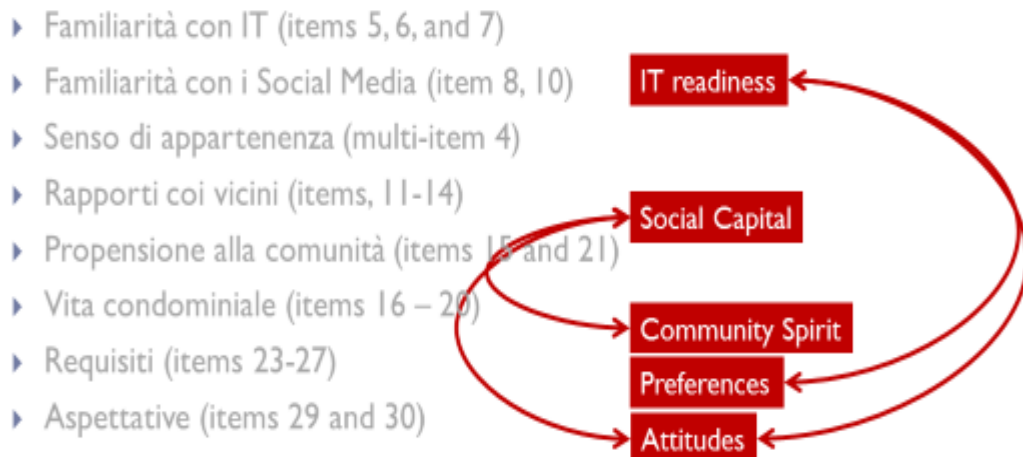 Familiarità con IT (items 5, 6, and 7)
Familiarità con i Social Media (item 8, 10)
IT readiness
Senso di appartenenza (multi-item 4)
Rapporti coi vicini (items, 11-14)
Social Capital
Propensione alla comunità (items 15 and 21)
Vita condominiale (items 16 – 20)
Community Spirit
Requisiti (items 23-27)
Preferences
Aspettative (items 29 and 30)
Attitudes